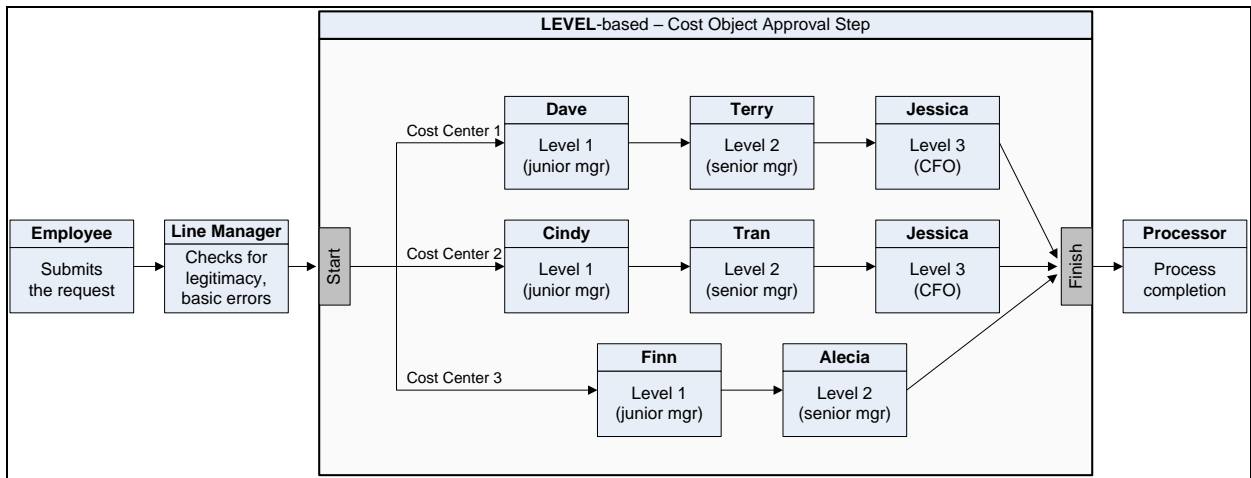 LEVEL-based – Cost Object Approval Step
Employee
Submits
the request
Line Manager
Checks for
legitimacy,
basic errors
Start
Cost Center 1
Dave
Level 1
(junior mgr)
Terry
Level 2
(senior mgr)
Jessica
Level 3
(CFO)
Cost Center 2
Cindy
Level 1
(junior mgr)
Tran
Level 2
(senior mgr)
Jessica
Level 3
(CFO)
Cost Center 3
Finn
Level 1
(junior mgr)
Alecia
Level 2
(senior mgr)
Finish
Processor
Process
completion